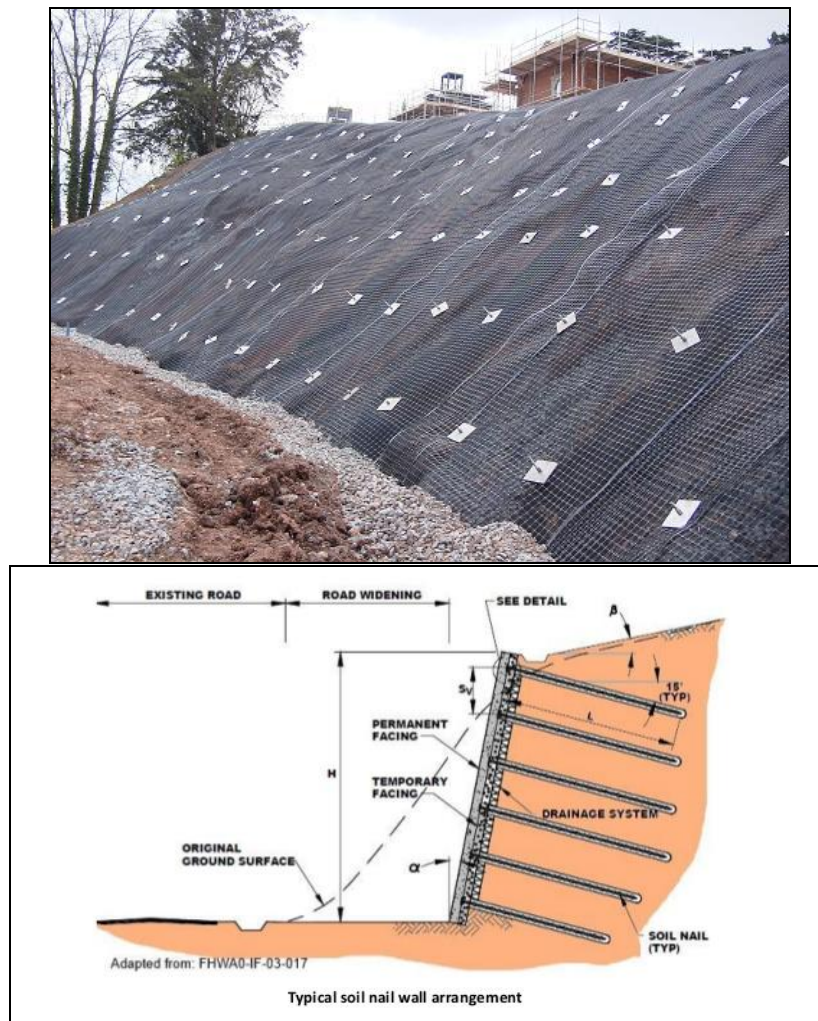 EXISTING ROAD
ROAD WIDENING
SEE DETAIL
β
15'
(TYP)
SV
L
PERMANENT
FACING
H
TEMPORARY
FACING
DRAINAGE SYSTEM
ORIGINAL
GROUND SURFACE
α
SOIL NAIL
(TYP)
Adapted from: FHWA0-IF-03-017
Typical soil nail wall arrangement